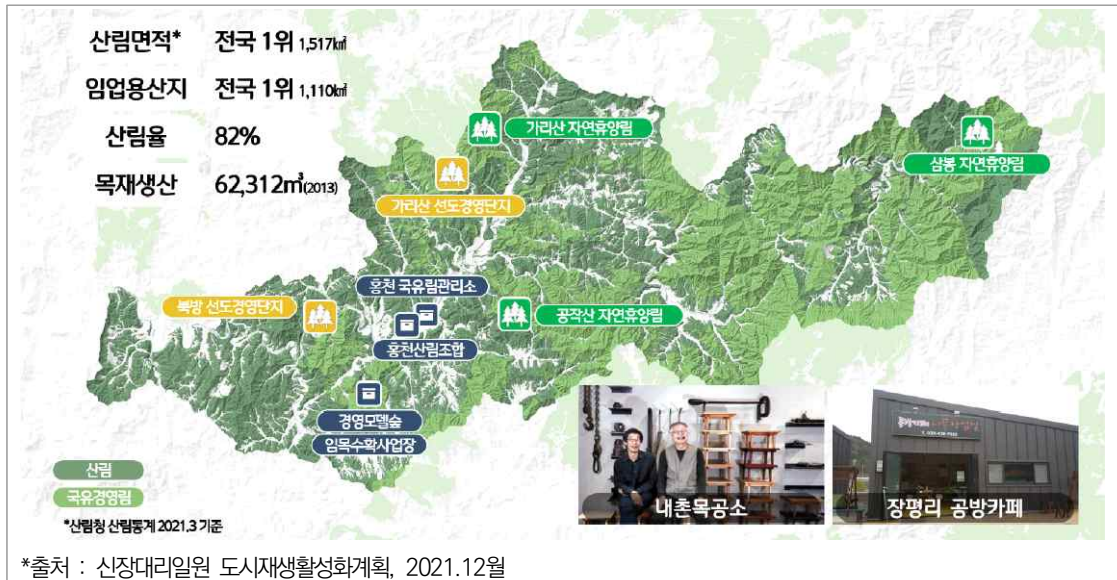 산림면적* 전국 1위 1,517㎢
임업용산지 전국 1위 1,110㎢
산림율 82%
목재생산 62,312㎥(2013)
가리산 자연휴양림
삼봉 자연휴양림
가리산 선도경영단지
홍천 국유림관리소
북방 선도경영단지
공작산 자연휴양림
홍천산림조합
경영모델숲
임목수확사업장
산림
국유경영림
*산림청 산림통계 2021.3 기준
내촌목공소
장평리 공방카페
*출처 : 신장대리일원 도시재생활성화계획, 2021.12월